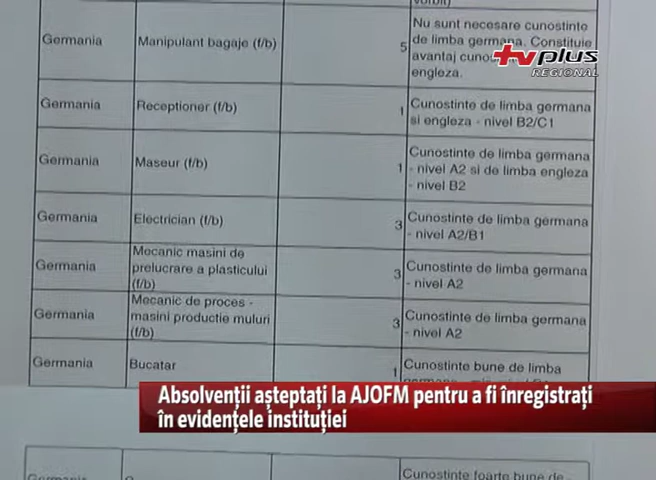 vorbit)
Germania
Manipulant bagaje (f/b)
5
Nu sunt necesare cunostinte
de limba germana. Constituie
avantaj
engleza.
tvplus
REGIONAL
Germania
Receptioner (f/b)
1
Cunostinte de limba germana
si engleza - nivel B2/C1
Germania
Maseur (f/b)
1
Cunostinte de limba germana
- nivel A2 si de limba engleza
- nivel B2
Germania
Electrician (f/b)
3
Cunostinte de limba germana
- nivel A2/B1
Germania
Mecanic masini de
prelucrare a plasticului
(f/b)
3
Cunostinte de limba germana
- nivel A2
Germania
Mecanic de proces -
masini productie muluri
(f/b)
3
Cunostinte de limba germana
- nivel A2
Germania
Bucatar
1
Cunostinte bune de limba
Absolvenții așteptați la AJOFM pentru a fi înregistrați
în evidențele instituției
Germania
Cunostinte foarte bune de